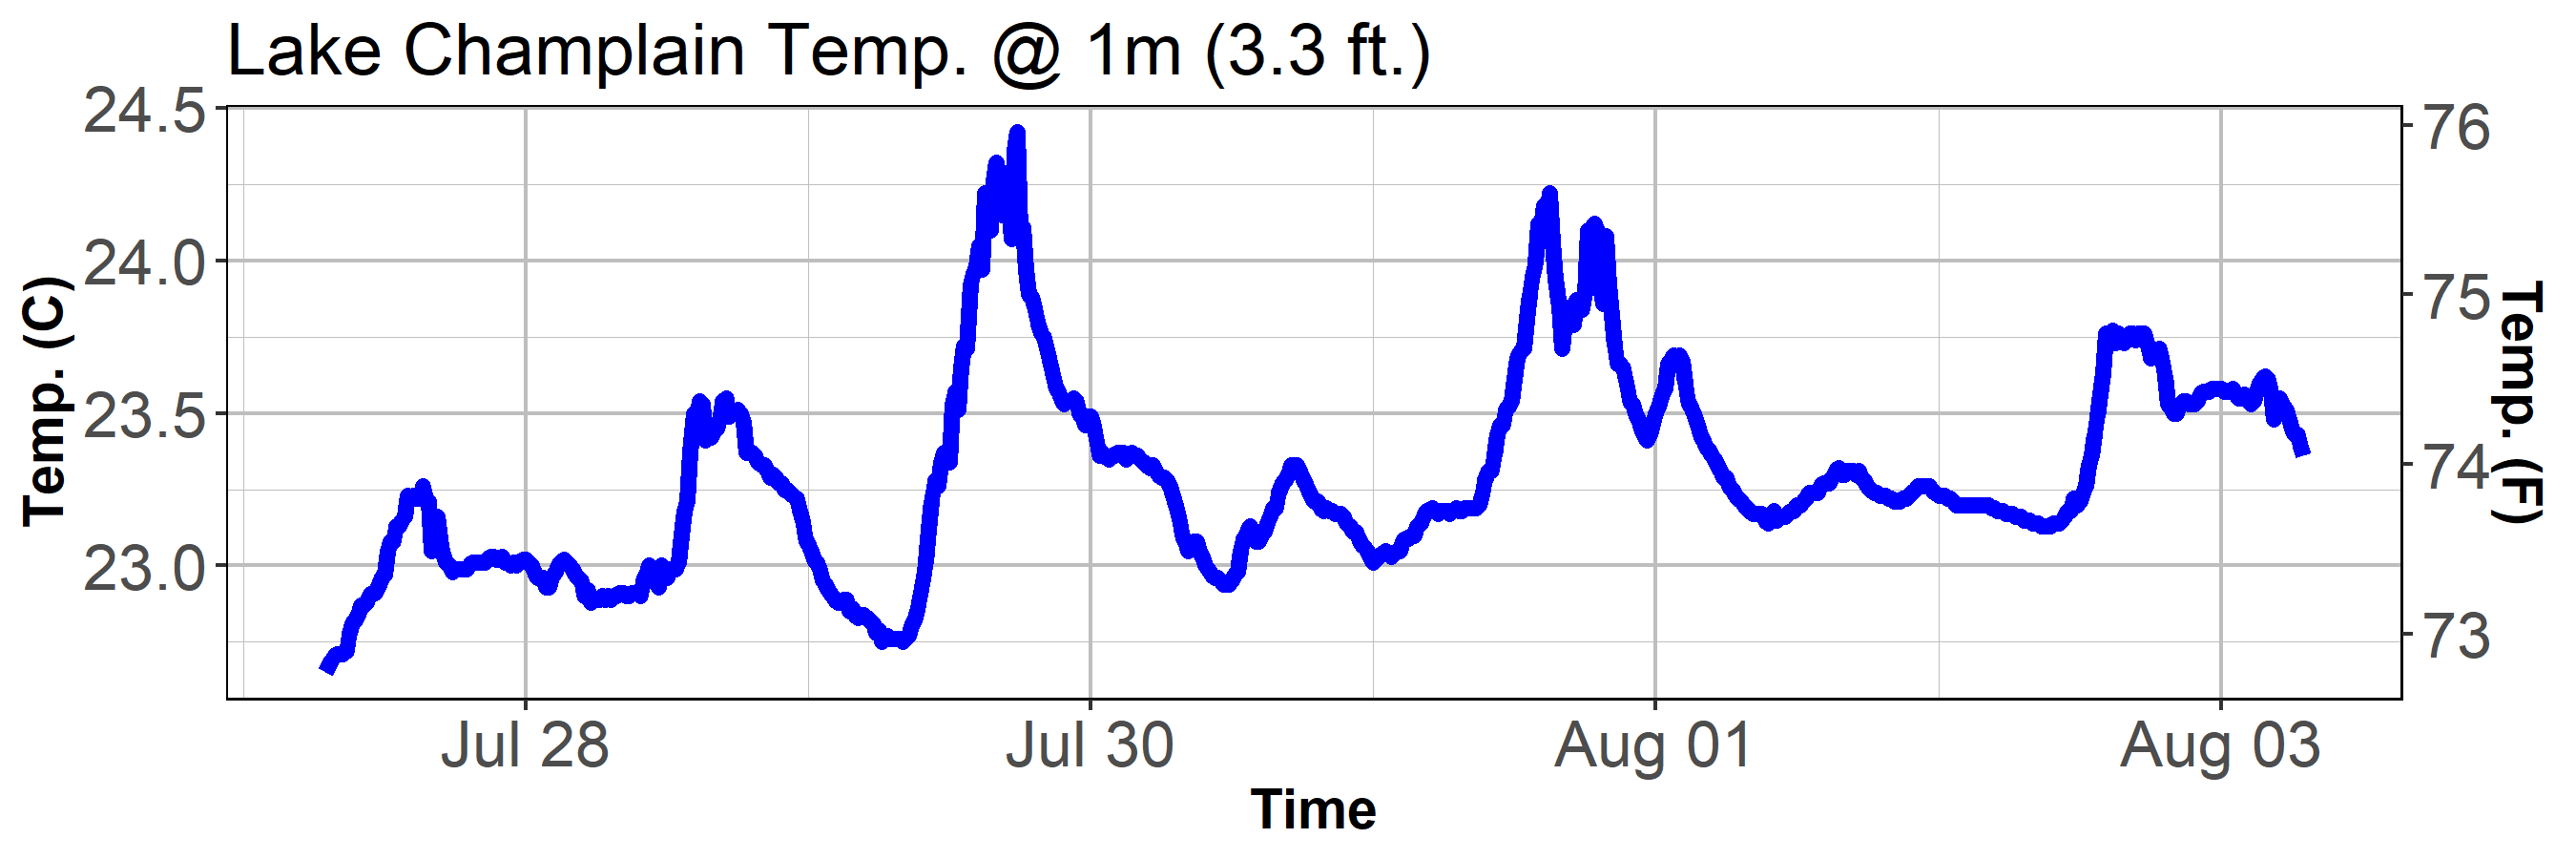 Lake Champlain Temp. @ 1m (3.3 ft.)
24.5
24.0
23.5
23.0
Temp. (C)
76
75
74
73
Temp. (F)
Jul 28
Jul 30
Aug 01
Aug 03
Time